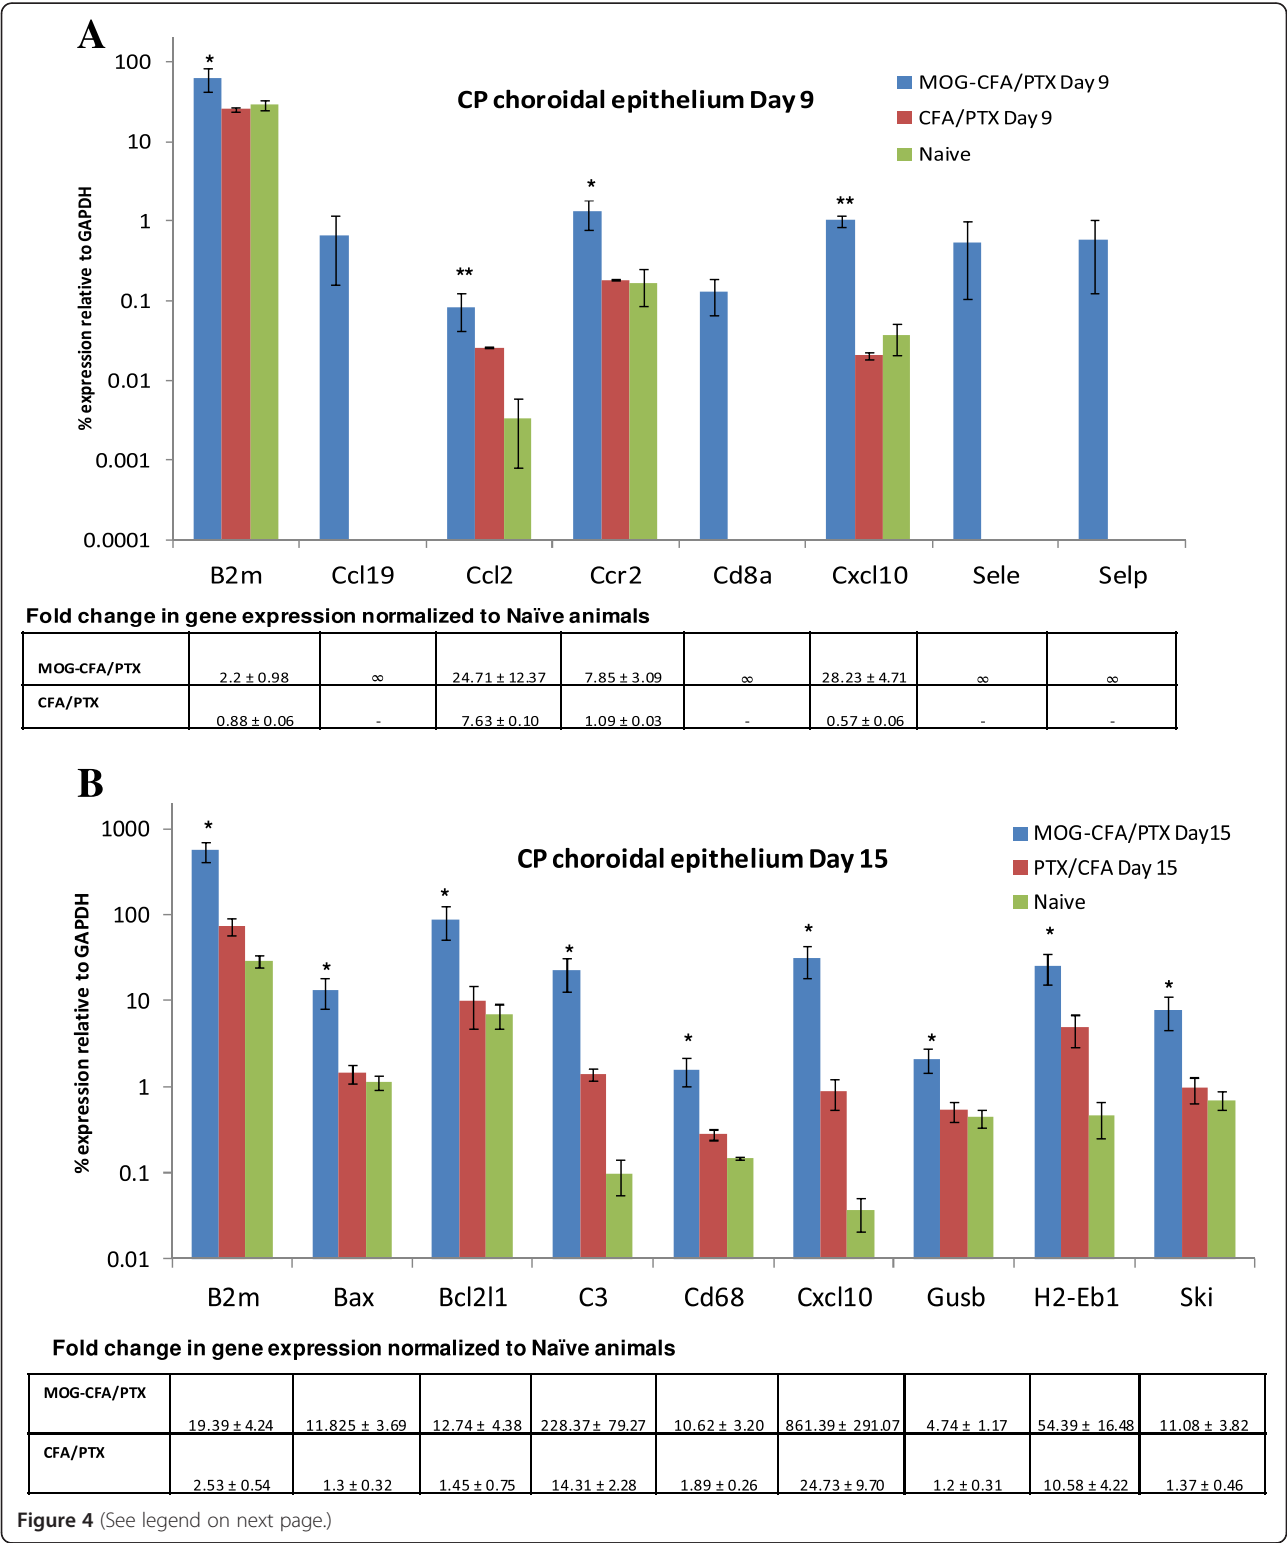 A
CP choroidal epithelium Day 9
MOG-CFA/PTX Day 9
CFA/PTX Day 9
Naive
% expression relative to GAPDH
100
10
1
0.1
0.01
0.001
0.0001
* ** * **
B2m Ccl19 Ccl2 Ccr2 Cd8a Cxcl10 Sele Selp
Fold change in gene expression normalized to Naïve animals
MOG-CFA/PTX 2.2 ± 0.98 ∞ 24.71 ± 12.37 7.85 ± 3.09 ∞ 28.23 ± 4.71 ∞ ∞
CFA/PTX 0.88 ± 0.06 - 7.63 ± 0.10 1.09 ± 0.03 - 0.57 ± 0.06 - -
B
CP choroidal epithelium Day 15
MOG-CFA/PTX Day15
PTX/CFA Day 15
Naive
% expression relative to GAPDH
1000
100
10
1
0.1
0.01
* * * * * * * * *
B2m Bax Bcl2l1 C3 Cd68 Cxcl10 Gusb H2-Eb1 Ski
Fold change in gene expression normalized to Naïve animals
MOG-CFA/PTX 19.39 ± 4.24 11.825 ± 3.69 12.74 ± 4.38 228.37± 79.27 10.62 ± 3.20 861.39 ± 291.07 4.74 ± 1.17 54.39 ± 16.48 11.08 ± 3.82
CFA/PTX 2.53 ± 0.54 1.3 ± 0.32 1.45 ± 0.75 14.31 ± 2.28 1.89 ± 0.26 24.73 ± 9.70 1.2 ± 0.31 10.58 ± 4.22 1.37 ± 0.46
Figure 4 (See legend on next page.)